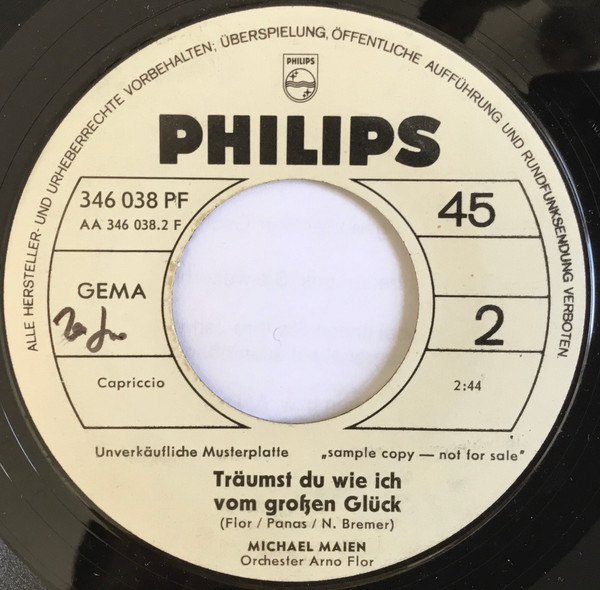 ALLE HERSTELLER- UND URHEBERRECHTE VORBEHALTEN; ÜBERSPIELUNG, ÖFFENTLICHE AUFFÜHRUNG UND RUNDFUNKSENDUNG VERBOTEN.
PHILIPS
PHILIPS
346 038 PF
AA 346 038.2 F
45
GEMA
2
Capriccio
2:44
Unverkäufliche Musterplatte „sample copy — not for sale"
Träumst du wie ich
vom großen Glück
(Flor / Panas / N. Bremer)
MICHAEL MAIEN
Orchester Arno Flor